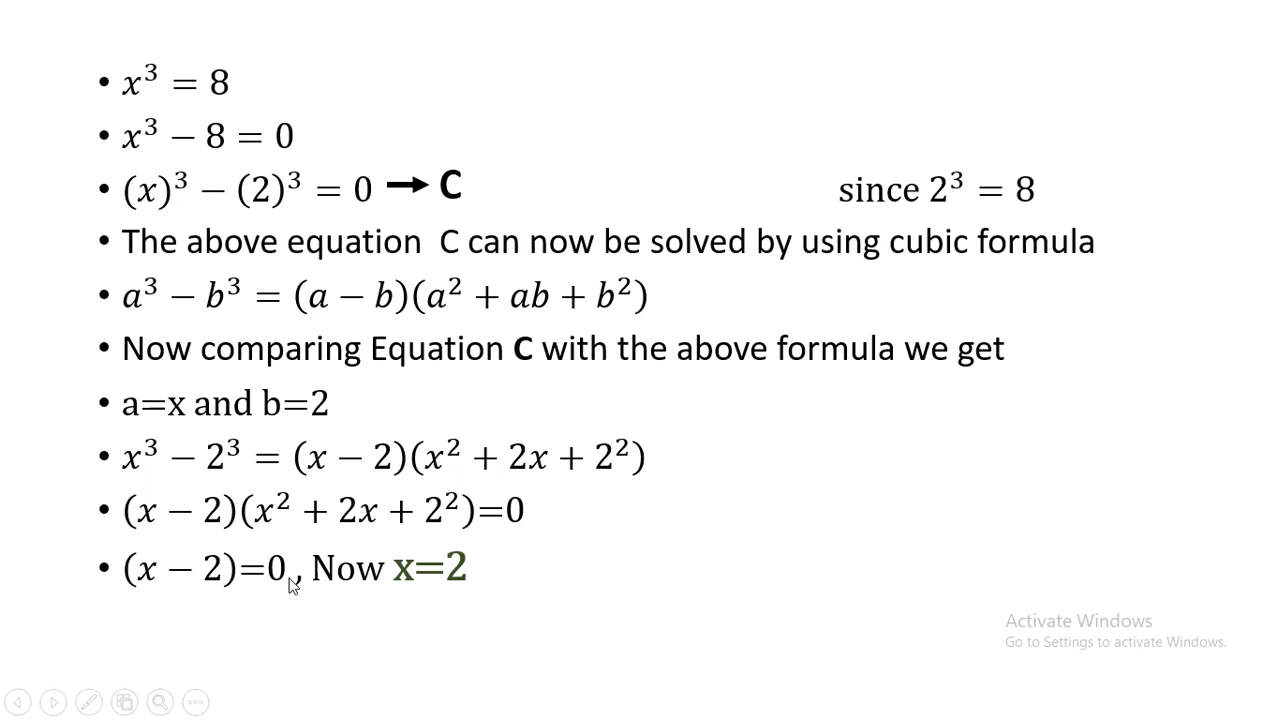 • x³ = 8
• x³ − 8 = 0
• (x)³ − (2)³ = 0 → C since 2³ = 8
• The above equation C can now be solved by using cubic formula
• a³ − b³ = (a − b)(a² + ab + b²)
• Now comparing Equation C with the above formula we get
• a=x and b=2
• x³ − 2³ = (x − 2)(x² + 2x + 2²)
• (x − 2)(x² + 2x + 2²)=0
• (x − 2)=0 , Now x=2
Activate Windows
Go to Settings to activate Windows.